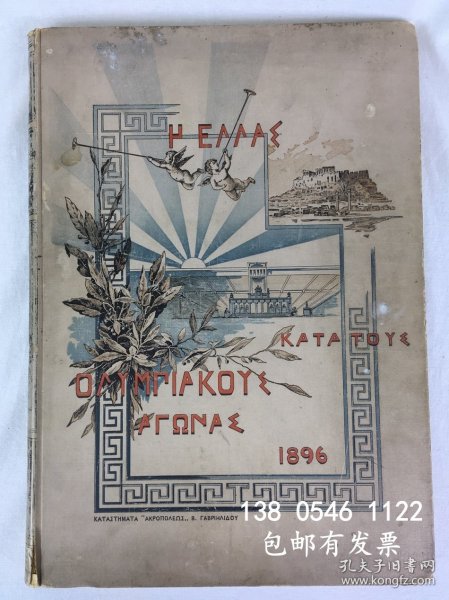 Η ΕΛΛΑΣ
ΚΑΤΑ ΤΟΥΣ
ΟΛΥΜΠΙΑΚΟΥΣ
ΑΓΩΝΑΣ
1896
ΚΑΤΑΣΤΗΜΑΤΑ "ΑΚΡΟΠΟΛΕΩΣ,, Β. ΓΑΒΡΙΗΛΙΔΟΥ
138 0546 1122
包邮有发票
孔夫子旧书网
www.kongfz.com